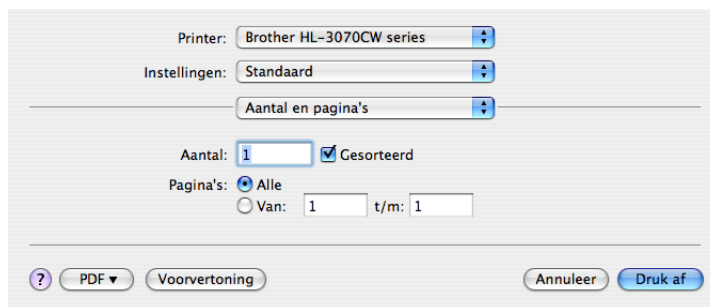 Printer: Brother HL-3070CW series
Instellingen: Standaard
Aantal en pagina's
Aantal: 1 Gesorteerd
Pagina's: Alle
Van: 1 t/m: 1
? PDF ▼ Voorvertoning Annuleer Druk af